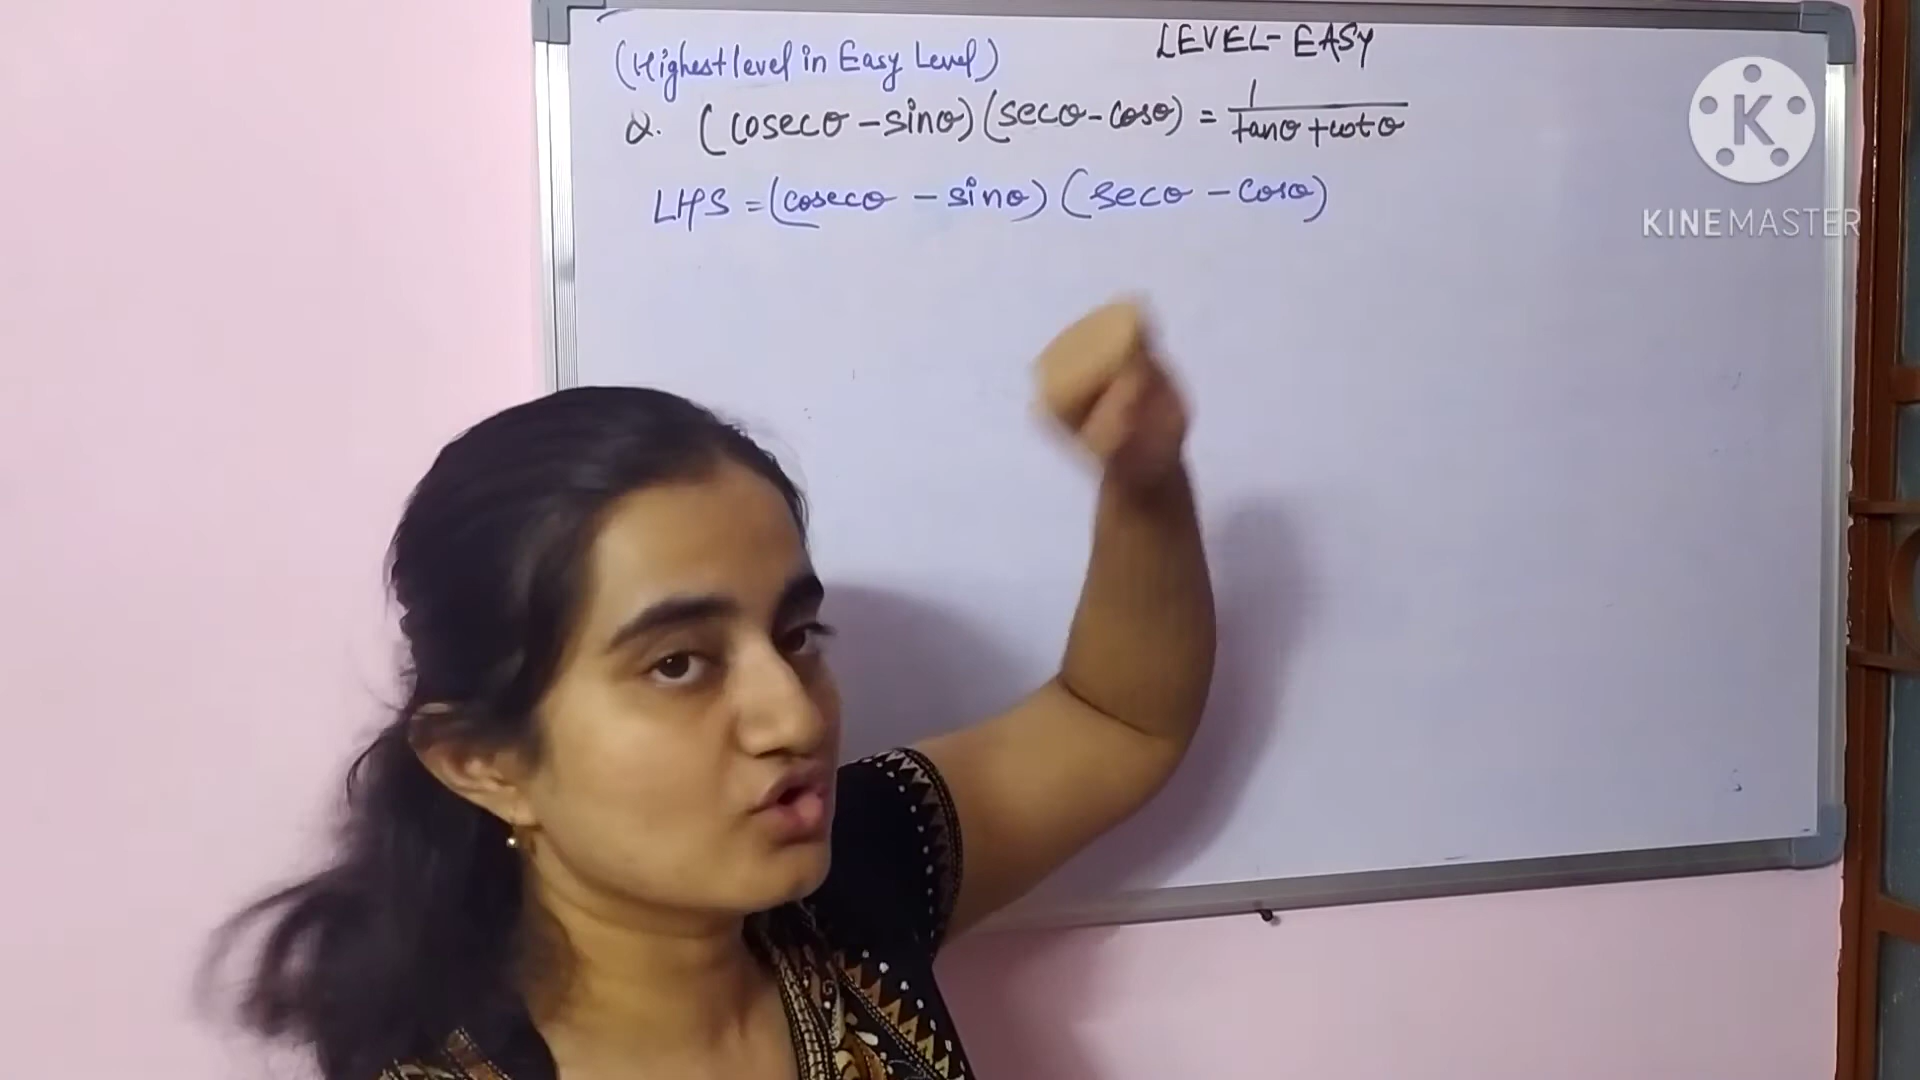 LEVEL-EASY
(Highest level in Easy Level)
Q. (cosecθ - sinθ)(secθ - cosθ) = 1/(tanθ + cotθ)
LHS = (cosecθ - sinθ)(secθ - cosθ)
K
KINEMASTER